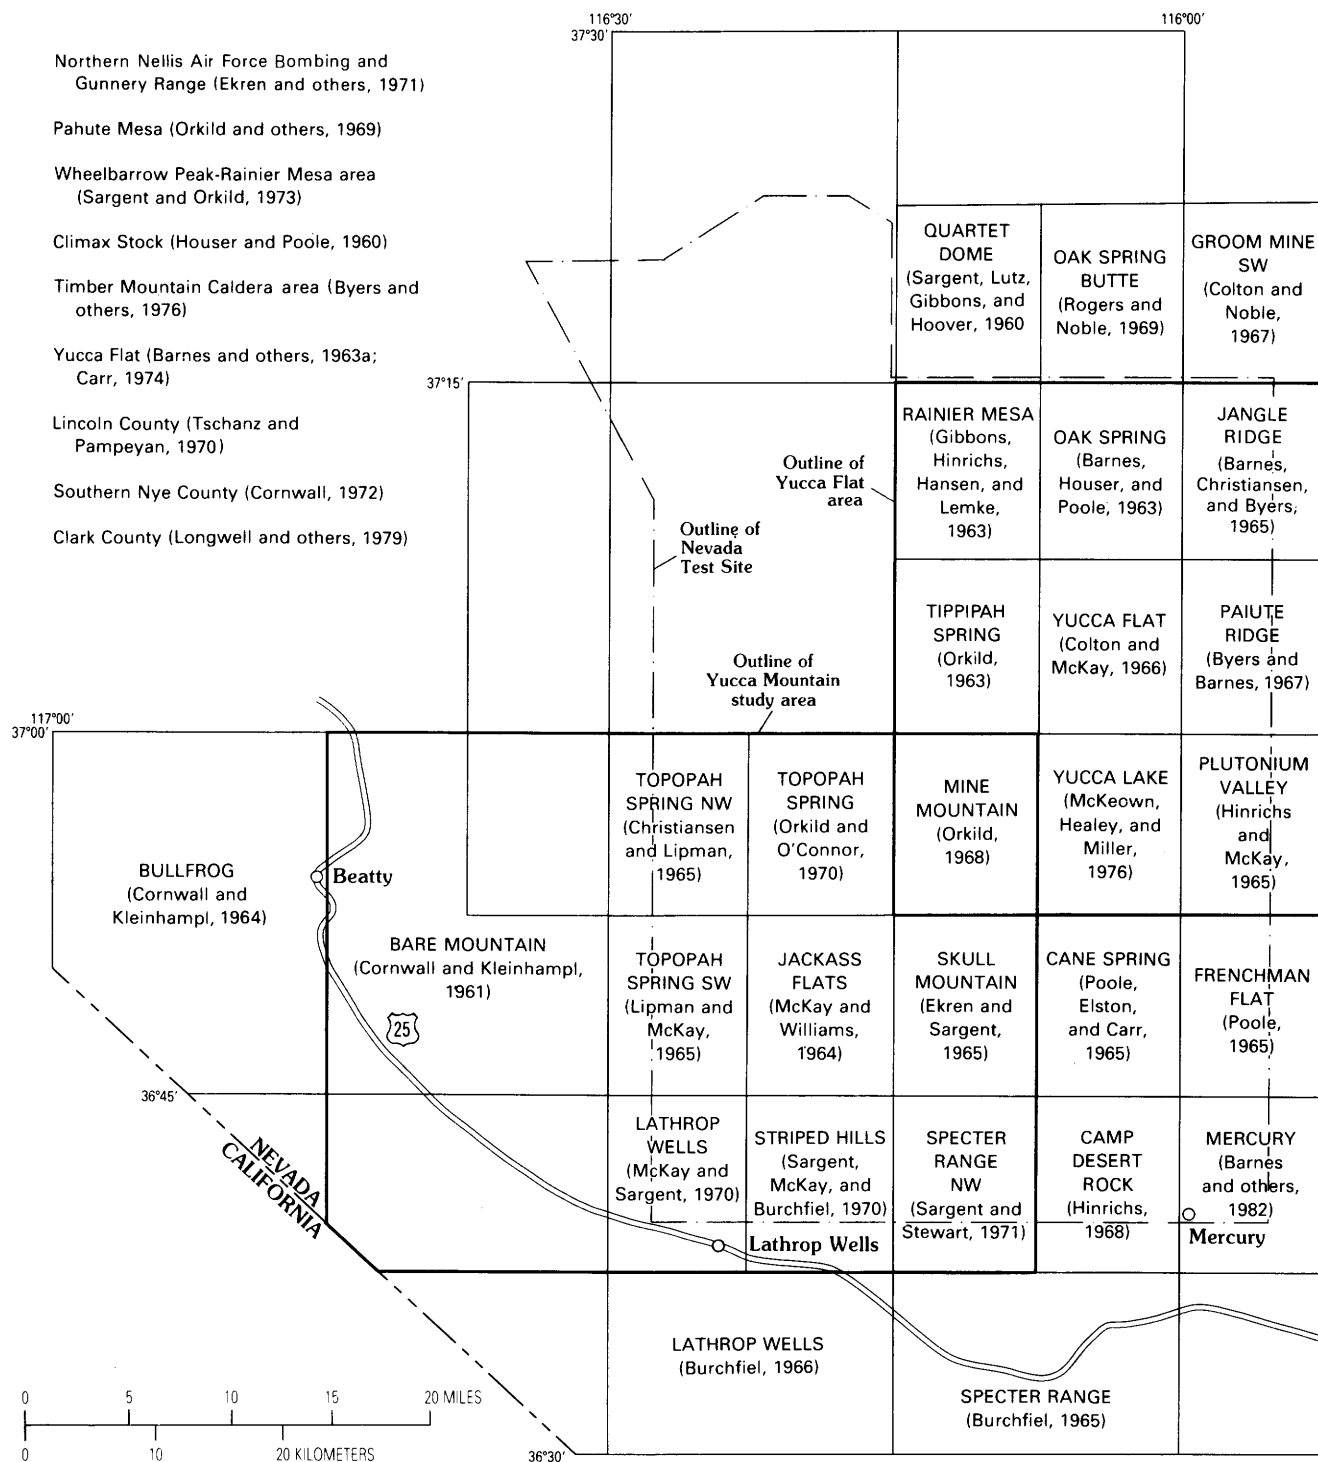 116°30'
116°00'
37°30'
Northern Nellis Air Force Bombing and
Gunnery Range (Ekren and others, 1971)
Pahute Mesa (Orkild and others, 1969)
Wheelbarrow Peak-Rainier Mesa area
(Sargent and Orkild, 1973)
Climax Stock (Houser and Poole, 1960)
Timber Mountain Caldera area (Byers and
others, 1976)
Yucca Flat (Barnes and others, 1963a;
Carr, 1974)
Lincoln County (Tschanz and
Pampeyan, 1970)
Southern Nye County (Cornwall, 1972)
Clark County (Longwell and others, 1979)
QUARTET
DOME
(Sargent, Lutz,
Gibbons, and
Hoover, 1960
OAK SPRING
BUTTE
(Rogers and
Noble, 1969)
GROOM MINE
SW
(Colton and
Noble,
1967)
37°15'
RAINIER MESA
(Gibbons,
Hinrichs,
Hansen, and
Lemke,
1963)
OAK SPRING
(Barnes,
Houser, and
Poole, 1963)
JANGLE
RIDGE
(Barnes,
Christiansen,
and Byers,
1965)
Outline of
Yucca Flat
area
Outline of
Nevada
Test Site
TIPPIPAH
SPRING
(Orkild,
1963)
YUCCA FLAT
(Colton and
McKay, 1966)
PAIUTE
RIDGE
(Byers and
Barnes, 1967)
Outline of
Yucca Mountain
study area
117°00'
37°00'
TOPOPAH
SPRING NW
(Christiansen
and Lipman,
1965)
TOPOPAH
SPRING
(Orkild and
O'Connor,
1970)
MINE
MOUNTAIN
(Orkild,
1968)
YUCCA LAKE
(McKeown,
Healey, and
Miller,
1976)
PLUTONIUM
VALLEY
(Hinrichs
and
McKay,
1965)
BULLFROG
(Cornwall and
Kleinhampl, 1964)
Beatty
BARE MOUNTAIN
(Cornwall and Kleinhampl,
1961)
25
TOPOPAH
SPRING SW
(Lipman and
McKay,
1965)
JACKASS
FLATS
(McKay and
Williams,
1964)
SKULL
MOUNTAIN
(Ekren and
Sargent,
1965)
CANE SPRING
(Poole,
Elston,
and Carr,
1965)
FRENCHMAN
FLAT
(Poole,
1965)
36°45'
NEVADA
CALIFORNIA
LATHROP
WELLS
(McKay and
Sargent, 1970)
STRIPED HILLS
(Sargent,
McKay, and
Burchfiel, 1970)
SPECTER
RANGE
NW
(Sargent and
Stewart, 1971)
CAMP
DESERT
ROCK
(Hinrichs,
1968)
MERCURY
(Barnes
and others,
1982)
Mercury
Lathrop Wells
LATHROP WELLS
(Burchfiel, 1966)
SPECTER RANGE
(Burchfiel, 1965)
0 5 10 15 20 MILES
0 10 20 KILOMETERS
36°30'